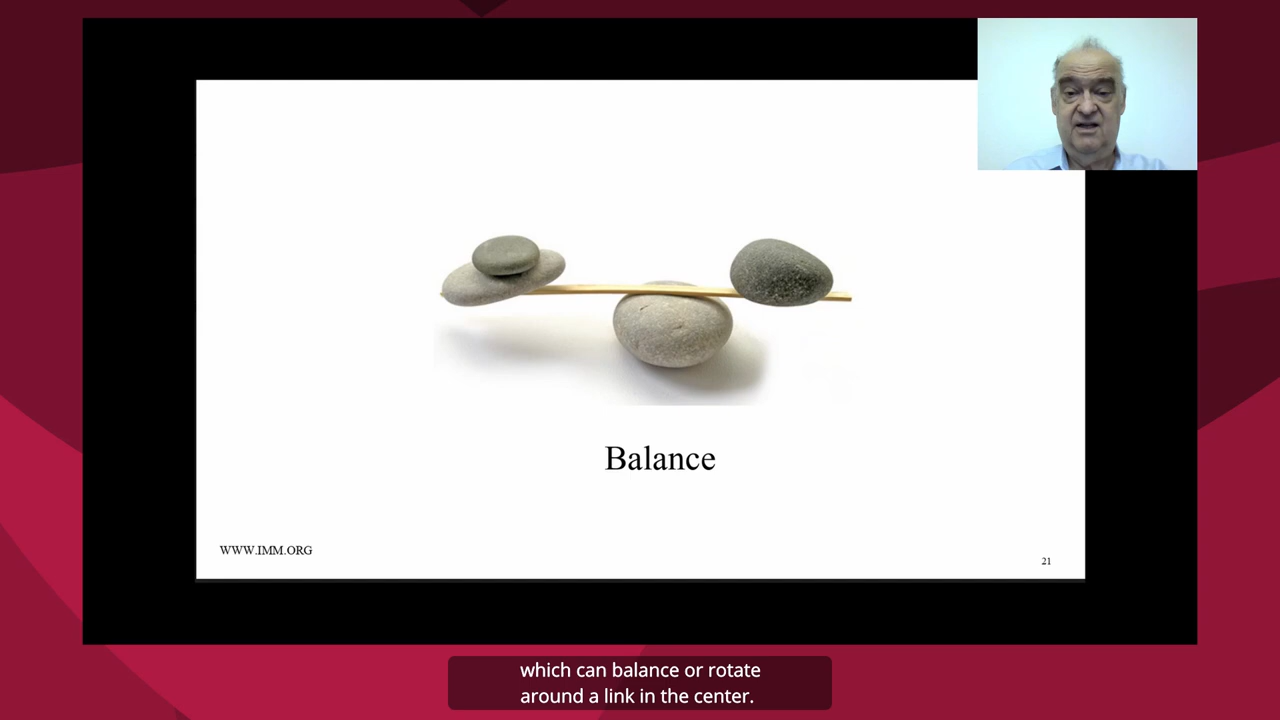 Balance
WWW.IMM.ORG
21
which can balance or rotate
around a link in the center.